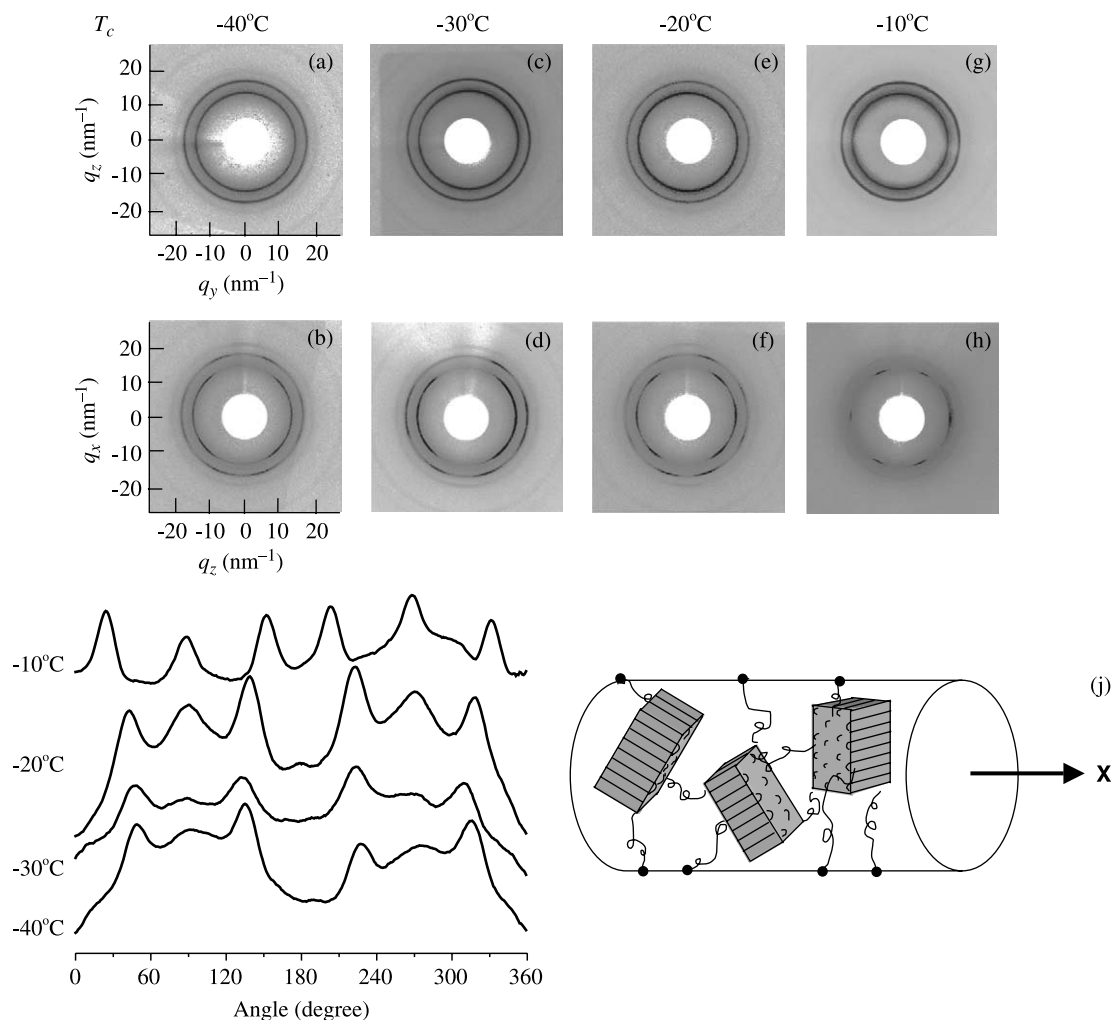 T_c -40°C -30°C -20°C -10°C
(a) (c) (e) (g)
20
10
0
-10
-20
q_z (nm⁻¹)
-20 -10 0 10 20
q_y (nm⁻¹)
(b) (d) (f) (h)
20
10
0
-10
-20
q_x (nm⁻¹)
-20 -10 0 10 20
q_z (nm⁻¹)
-10°C
-20°C
-30°C
-40°C
0 60 120 180 240 300 360
Angle (degree)
(j)
X